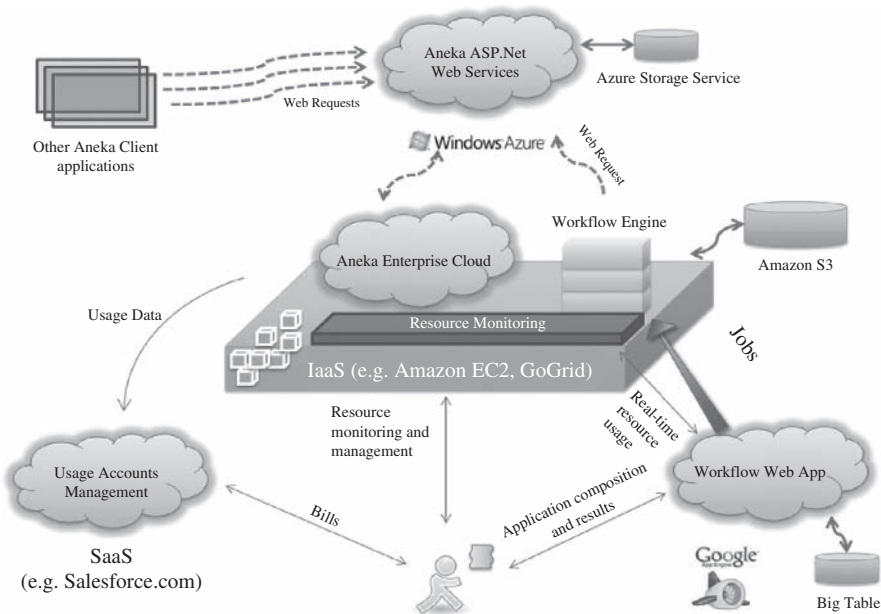 Aneka ASP.Net
Web Services
Azure Storage Service
Web Requests
Other Aneka Client
applications
Windows Azure
Web Request
Workflow Engine
Aneka Enterprise Cloud
Amazon S3
Usage Data
Resource Monitoring
Jobs
IaaS (e.g. Amazon EC2, GoGrid)
Resource
monitoring and
management
Real-time
resource
usage
Usage Accounts
Management
Workflow Web App
Application composition
and results
Bills
SaaS
(e.g. Salesforce.com)
Google
App Engine
Big Table